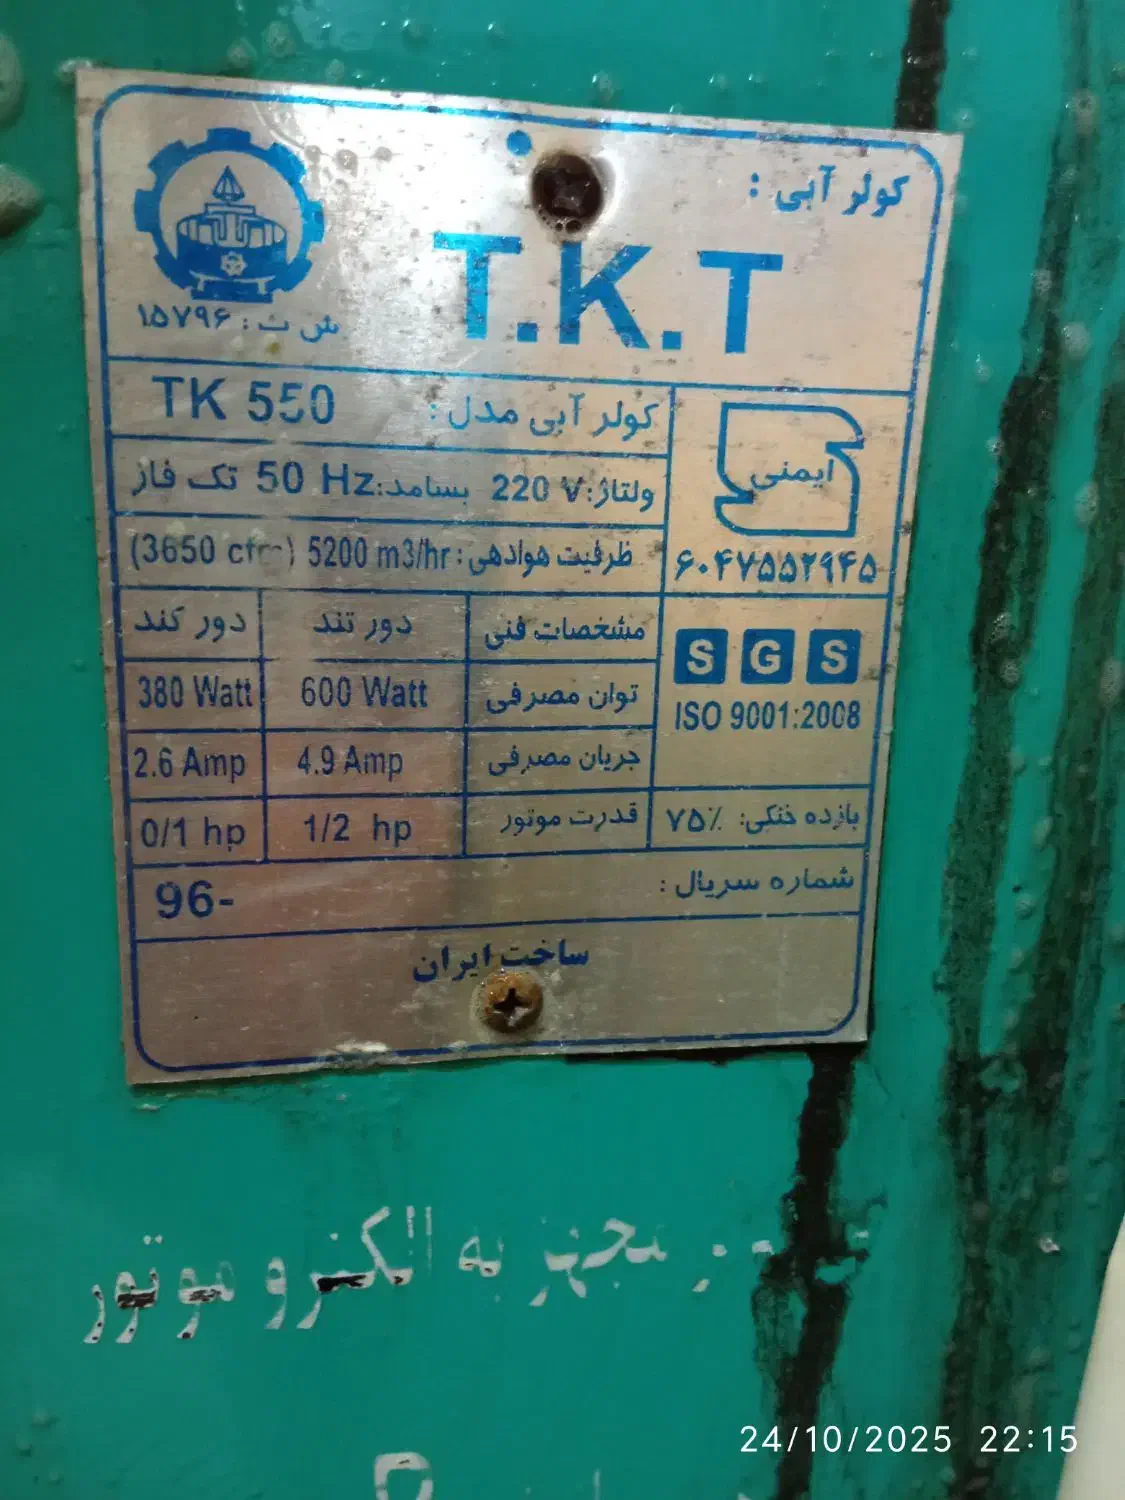 کولر آبی :
T.K.T
ش ث : ۱۵۷۹۶
کولر آبی مدل : TK 550
ولتاژ: 220 V بسامد: 50 Hz تک فاز
ظرفیت هوادهی : 5200 m3/hr (3650 cfm)
ایمنی
۶۰۴۷۵۵۲۹۴۵
SGS
ISO 9001:2008
مشخصات فنی دور تند دور کند
توان مصرفی 600 Watt 380 Watt
جریان مصرفی 4.9 Amp 2.6 Amp
قدرت موتور 1/2 hp 0/1 hp
بازده خنکی: ۷۵٪
شماره سریال : 96-
ساخت ایران
مجهز به الکترو موتور
24/10/2025 22:15